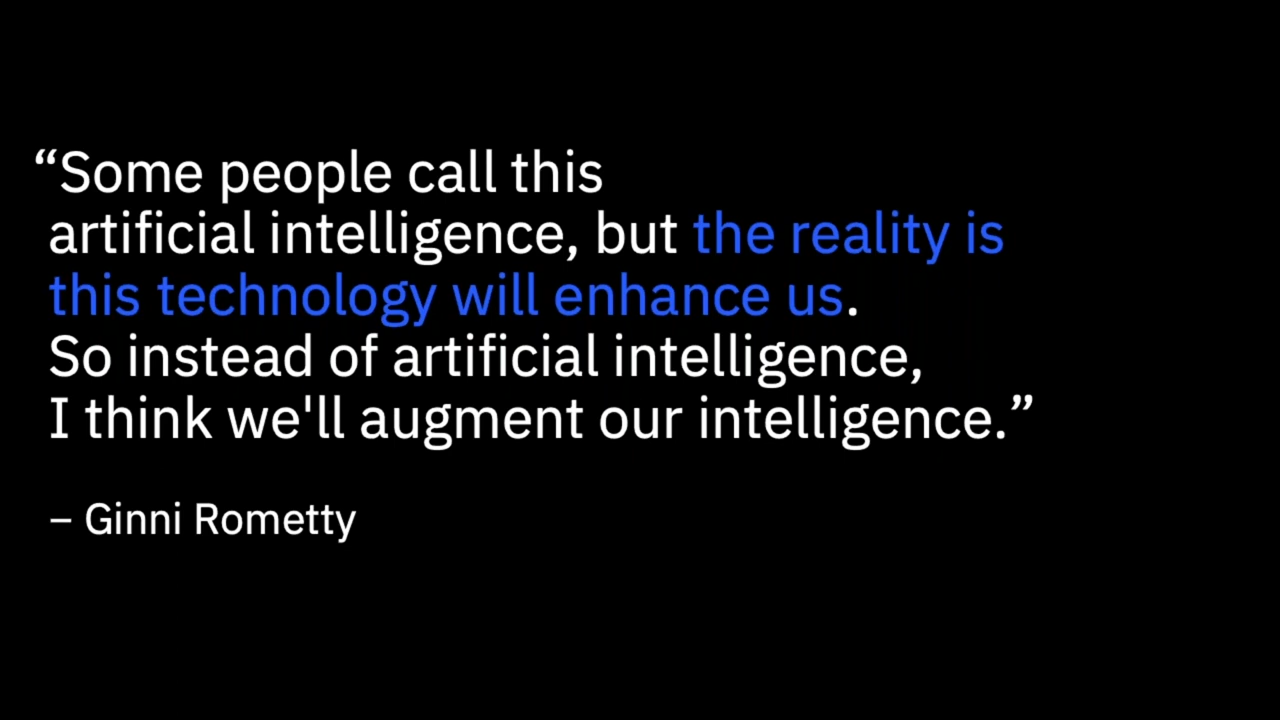 “Some people call this
artificial intelligence, but the reality is
this technology will enhance us.
So instead of artificial intelligence,
I think we'll augment our intelligence.”
– Ginni Rometty